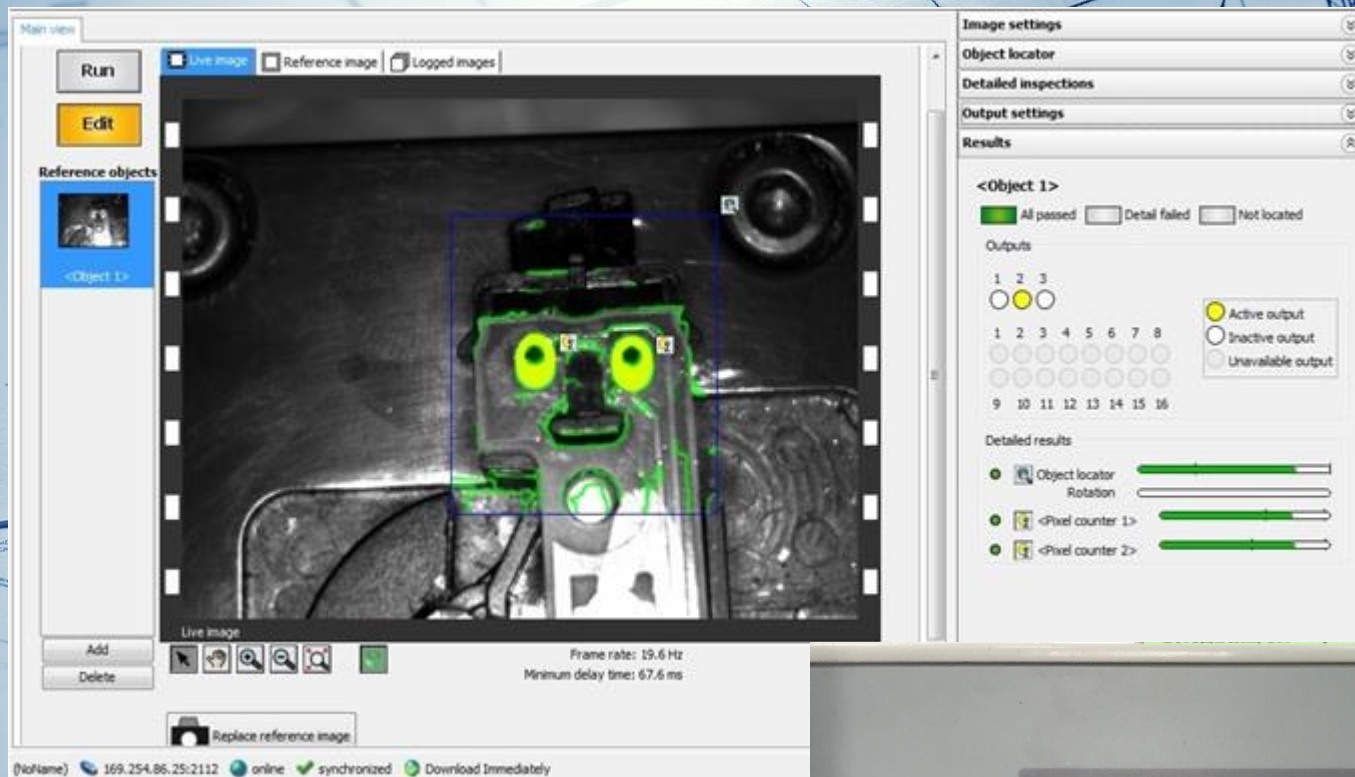 Main view
Run
Edit
Reference objects
<Object 1>
Add
Delete
Live image
Reference image
Logged images
Live image
Frame rate: 19.6 Hz
Minimum delay time: 67.6 ms
Replace reference image
(NoName) 169.254.86.25:2112 online synchronized Download Immediately
Image settings
Object locator
Detailed inspections
Output settings
Results
<Object 1>
All passed Detail failed Not located
Outputs
1 2 3
1 2 3 4 5 6 7 8
9 10 11 12 13 14 15 16
Active output
Inactive output
Unavailable output
Detailed results
Object locator
Rotation
<Pixel counter 1>
<Pixel counter 2>